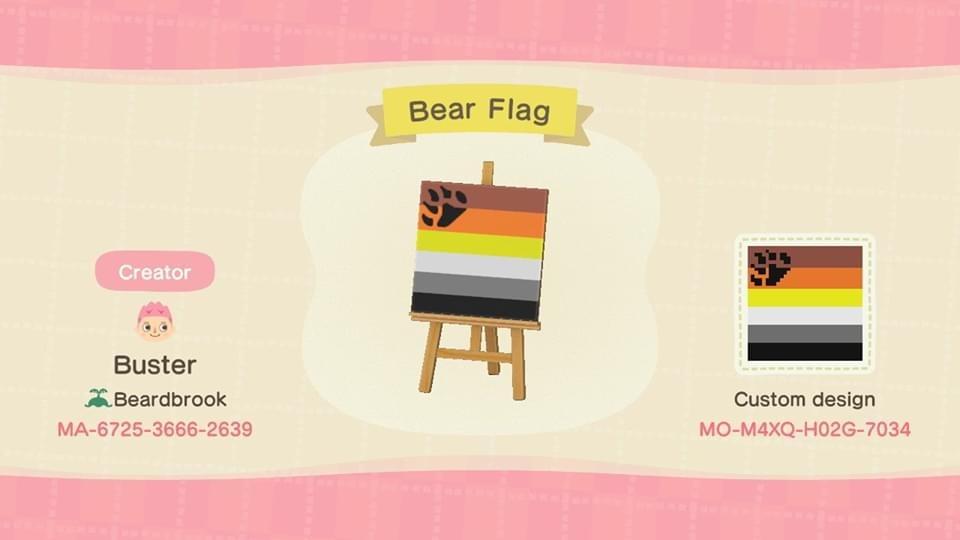 Bear Flag
Creator
Buster
Beardbrook
MA-6725-3666-2639
Custom design
MO-M4XQ-H02G-7034